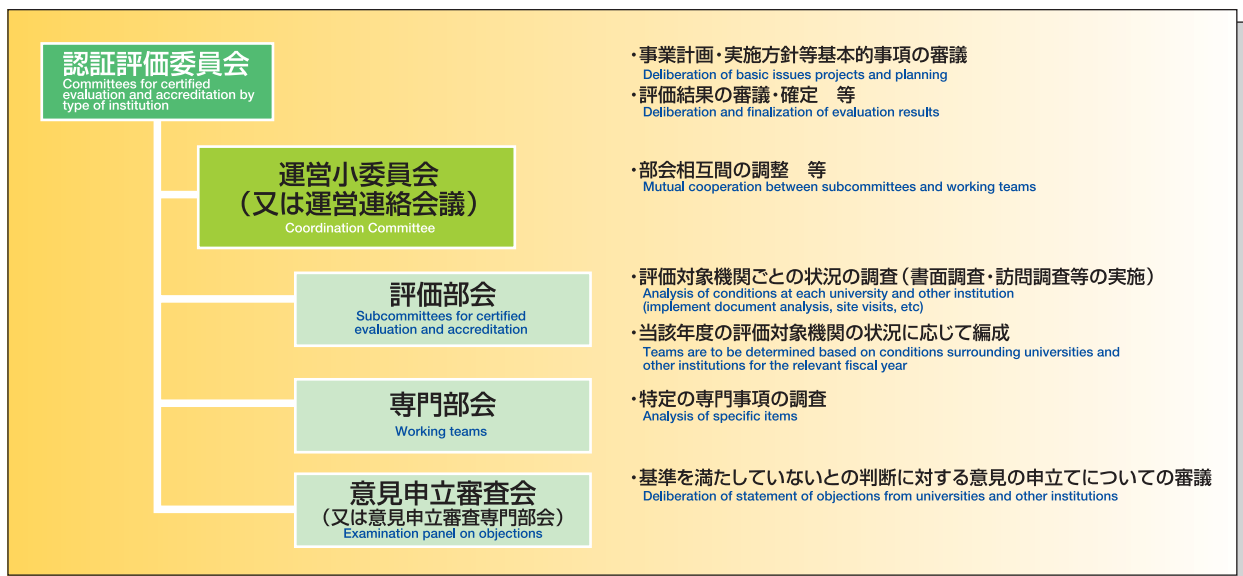 認証評価委員会
Committees for certified
evaluation and accreditation by
type of institution
・事業計画・実施方針等基本的事項の審議
Deliberation of basic issues projects and planning
・評価結果の審議・確定　等
Deliberation and finalization of evaluation results
運営小委員会
（又は運営連絡会議）
Coordination Committee
・部会相互間の調整　等
Mutual cooperation between subcommittees and working teams
評価部会
Subcommittees for certified
evaluation and accreditation
・評価対象機関ごとの状況の調査（書面調査・訪問調査等の実施）
Analysis of conditions at each university and other institution
(implement document analysis, site visits, etc)
・当該年度の評価対象機関の状況に応じて編成
Teams are to be determined based on conditions surrounding universities and
other institutions for the relevant fiscal year
専門部会
Working teams
・特定の専門事項の調査
Analysis of specific items
意見申立審査会
（又は意見申立審査専門部会）
Examination panel on objections
・基準を満たしていないとの判断に対する意見の申立てについての審議
Deliberation of statement of objections from universities and other institutions